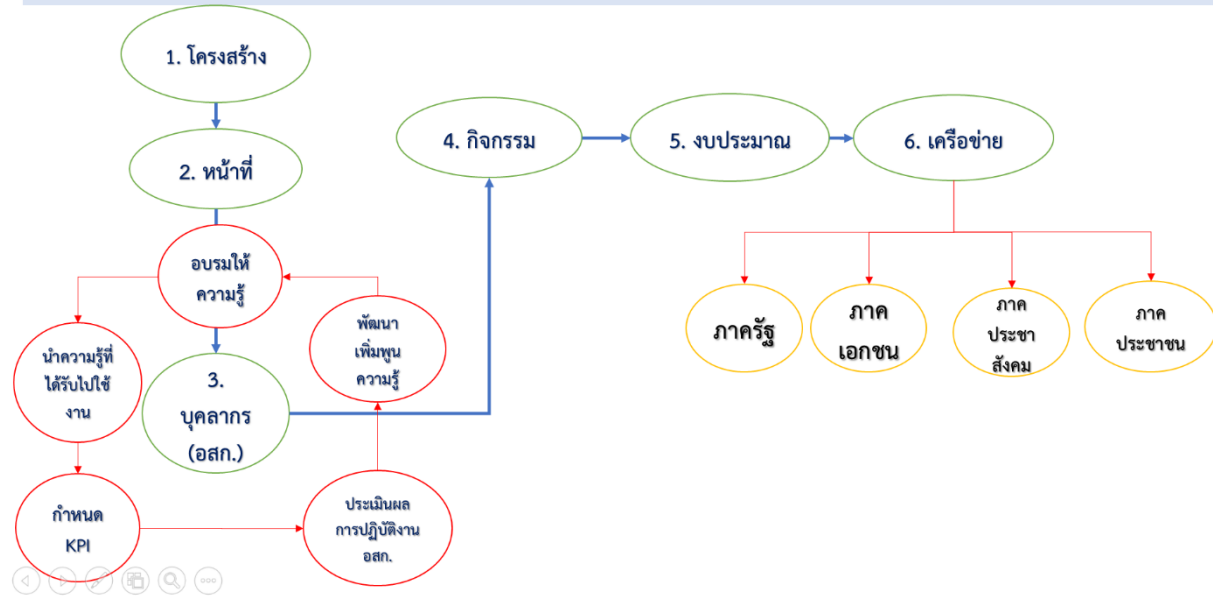 1. โครงสร้าง
2. หน้าที่
อบรมให้
ความรู้
นำความรู้ที่
ได้รับไปใช้
งาน
กำหนด
KPI
ประเมินผล
การปฏิบัติงาน
อสก.
พัฒนา
เพิ่มพูน
ความรู้
3.
บุคลากร
(อสก.)
4. กิจกรรม
5. งบประมาณ
6. เครือข่าย
ภาครัฐ
ภาค
เอกชน
ภาค
ประชา
สังคม
ภาค
ประชาชน